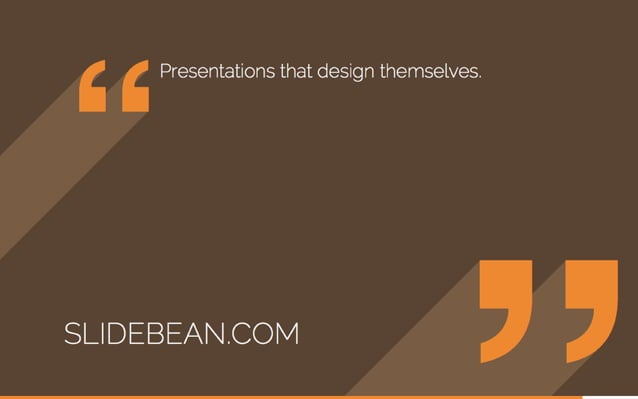 Presentations that design themselves.
SLIDEBEAN.COM